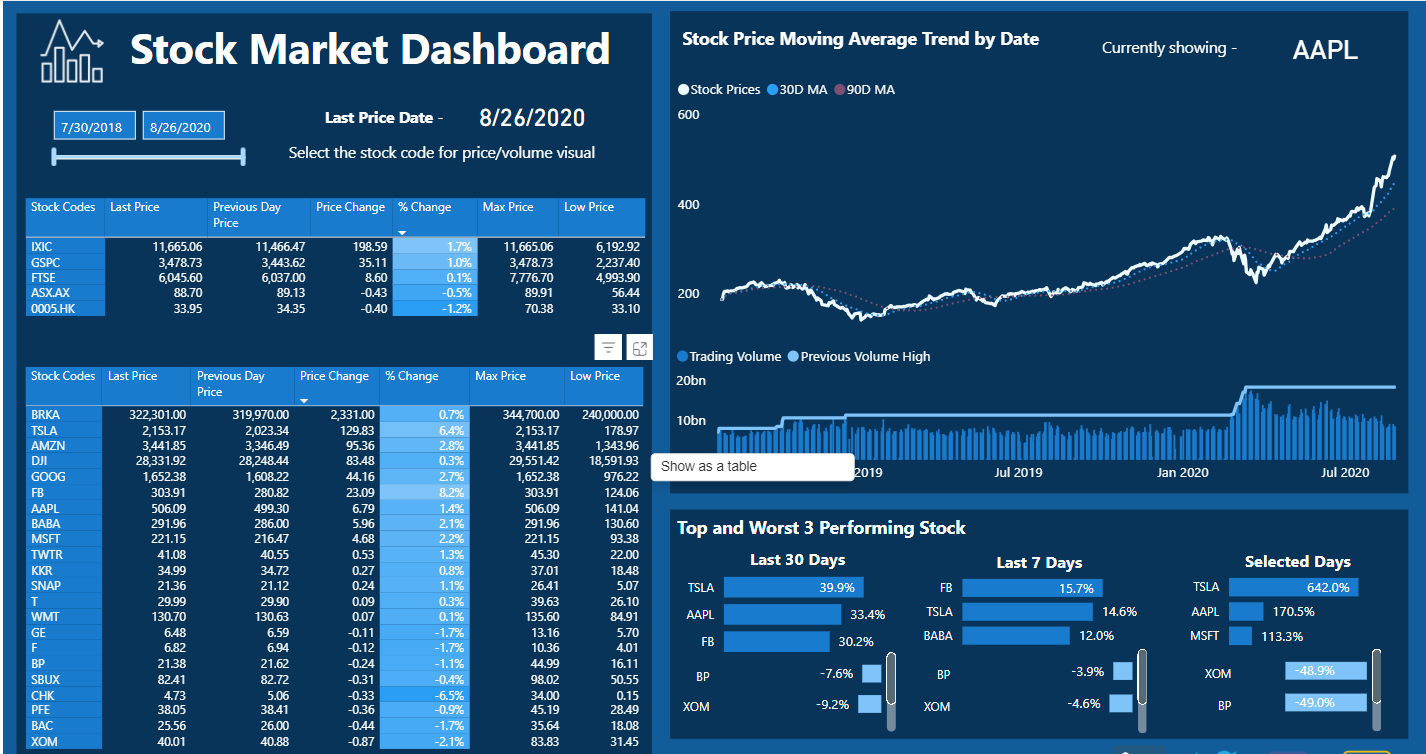 Stock Market Dashboard
7/30/2018 8/26/2020
Last Price Date - 8/26/2020
Select the stock code for price/volume visual
Stock Codes Last Price Previous Day Price Price Change % Change Max Price Low Price
IXIC 11,665.06 11,466.47 198.59 1.7% 11,665.06 6,192.92
GSPC 3,478.73 3,443.62 35.11 1.0% 3,478.73 2,237.40
FTSE 6,045.60 6,037.00 8.60 0.1% 7,776.70 4,993.90
ASX.AX 88.70 89.13 -0.43 -0.5% 89.91 56.44
0005.HK 33.95 34.35 -0.40 -1.2% 70.38 33.10
Stock Codes Last Price Previous Day Price Price Change % Change Max Price Low Price
BRKA 322,301.00 319,970.00 2,331.00 0.7% 344,700.00 240,000.00
TSLA 2,153.17 2,023.34 129.83 6.4% 2,153.17 178.97
AMZN 3,441.85 3,346.49 95.36 2.8% 3,441.85 1,343.96
DJI 28,331.92 28,248.44 83.48 0.3% 29,551.42 18,591.93
GOOG 1,652.38 1,608.22 44.16 2.7% 1,652.38 976.22
FB 303.91 280.82 23.09 8.2% 303.91 124.06
AAPL 506.09 499.30 6.79 1.4% 506.09 141.04
BABA 291.96 286.00 5.96 2.1% 291.96 130.60
MSFT 221.15 216.47 4.68 2.2% 221.15 93.38
TWTR 41.08 40.55 0.53 1.3% 45.30 22.00
KKR 34.99 34.72 0.27 0.8% 37.01 18.48
SNAP 21.36 21.12 0.24 1.1% 26.41 5.07
T 29.99 29.90 0.09 0.3% 39.63 26.10
WMT 130.70 130.63 0.07 0.1% 135.60 84.91
GE 6.48 6.59 -0.11 -1.7% 13.16 5.70
F 6.82 6.94 -0.12 -1.7% 10.36 4.01
BP 21.38 21.62 -0.24 -1.1% 44.99 16.11
SBUX 82.41 82.72 -0.31 -0.4% 98.02 50.55
CHK 4.73 5.06 -0.33 -6.5% 34.00 0.15
PFE 38.05 38.41 -0.36 -0.9% 45.19 28.49
BAC 25.56 26.00 -0.44 -1.7% 35.64 18.08
XOM 40.01 40.88 -0.87 -2.1% 83.83 31.45
Stock Price Moving Average Trend by Date
Currently showing - AAPL
Stock Prices 30D MA 90D MA
600
400
200
Trading Volume Previous Volume High
20bn
10bn
Show as a table
2019 Jul 2019 Jan 2020 Jul 2020
Top and Worst 3 Performing Stock
Last 30 Days
TSLA 39.9%
AAPL 33.4%
FB 30.2%
BP -7.6%
XOM -9.2%
Last 7 Days
FB 15.7%
TSLA 14.6%
BABA 12.0%
BP -3.9%
XOM -4.6%
Selected Days
TSLA 642.0%
AAPL 170.5%
MSFT 113.3%
XOM -48.9%
BP -49.0%